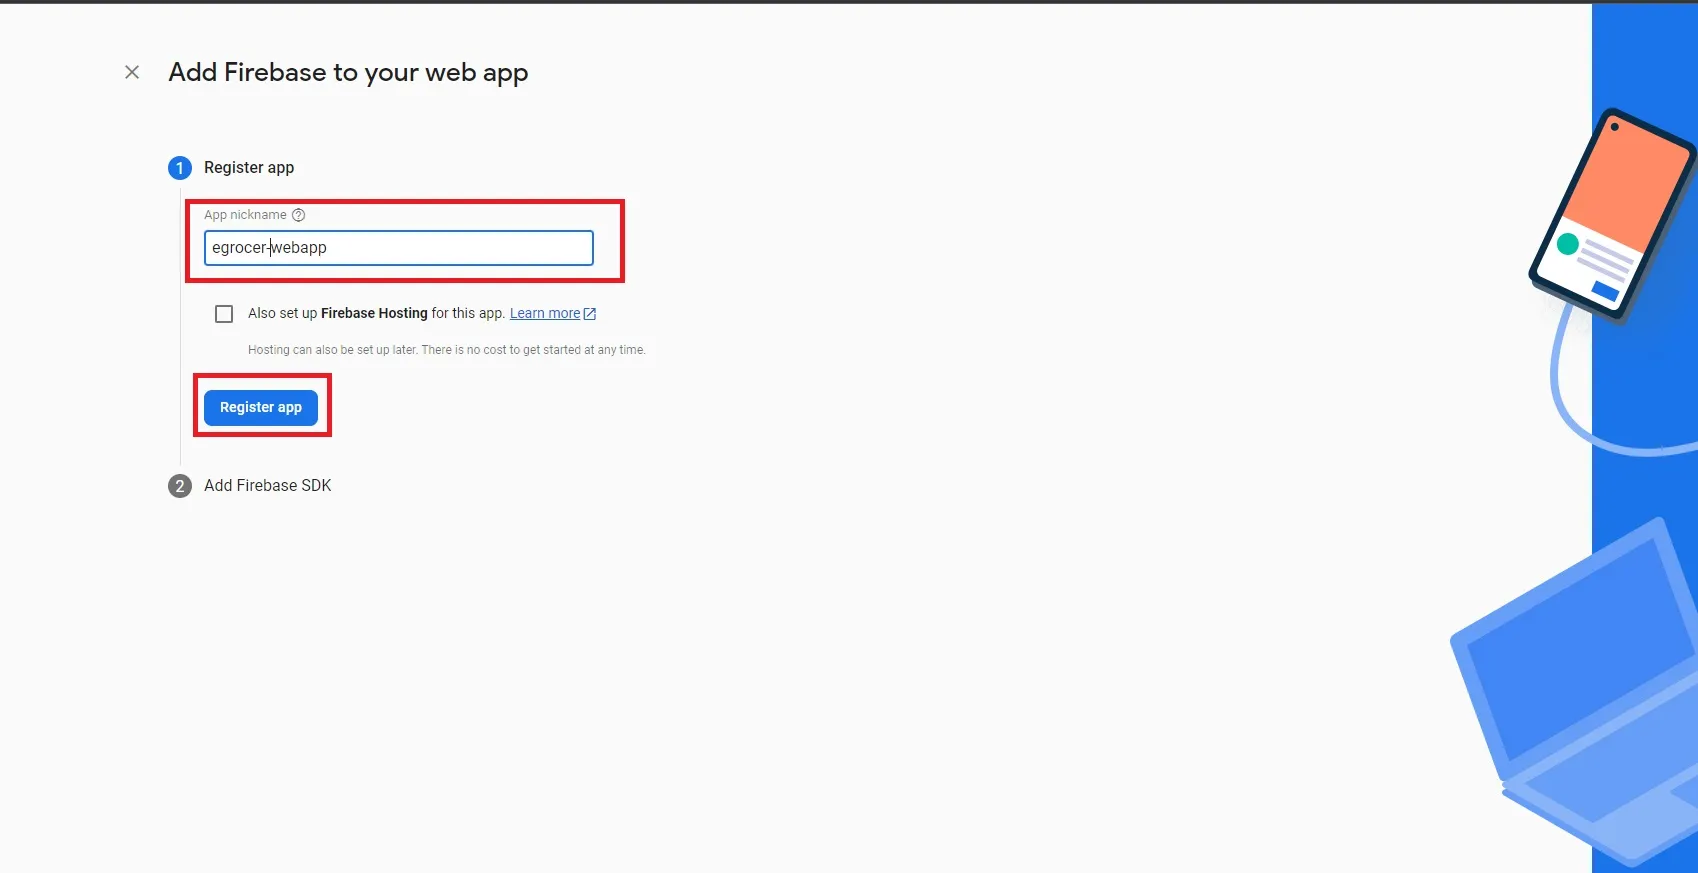 Add Firebase to your web app
1 Register app
App nickname
egrocer-webapp
Also set up Firebase Hosting for this app. Learn more
Hosting can also be set up later. There is no cost to get started at any time.
Register app
2 Add Firebase SDK